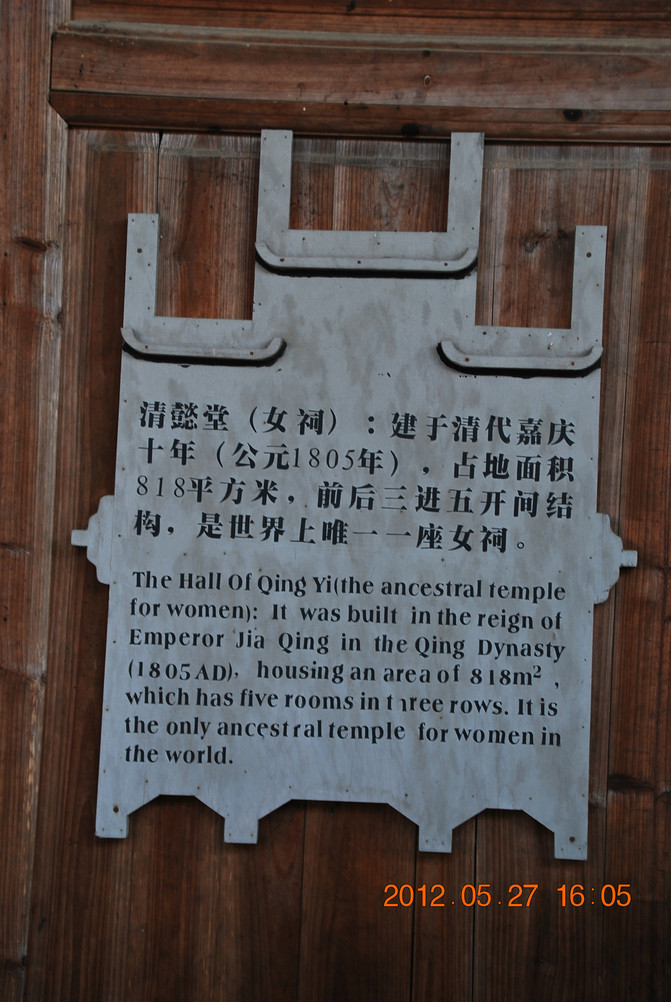 清懿堂（女祠）：建于清代嘉庆
十年（公元1805年），占地面积
818平方米，前后三进五开间结
构，是世界上唯一一座女祠。
The Hall Of Qing Yi(the ancestral temple
for women): It was built in the reign of
Emperor Jia Qing in the Qing Dynasty
(1805 AD), housing an area of 818m² ,
which has five rooms in three rows. It is
the only ancestral temple for women in
the world.
2012.05.27 16:05